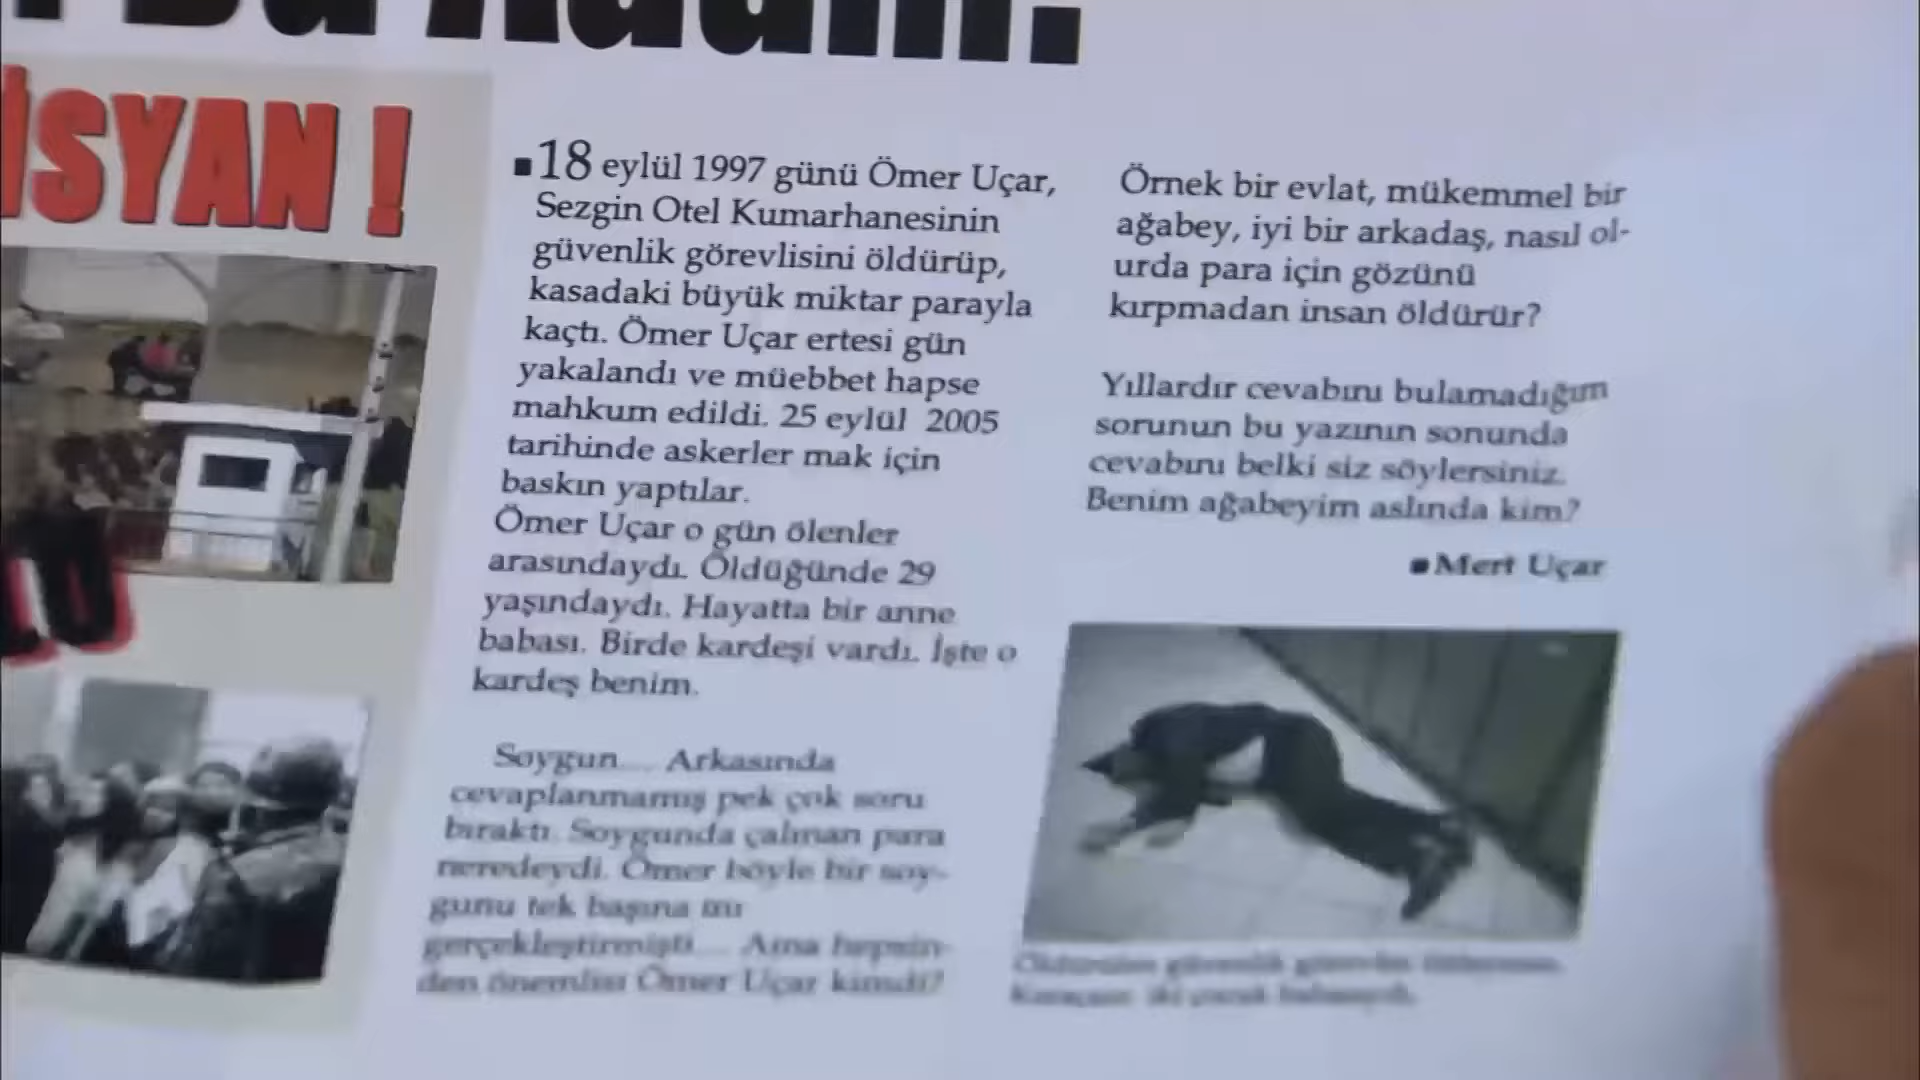 İSYAN !
■18 eylül 1997 günü Ömer Uçar,
Sezgin Otel Kumarhanesinin
güvenlik görevlisini öldürüp,
kasadaki büyük miktar parayla
kaçtı. Ömer Uçar ertesi gün
yakalandı ve müebbet hapse
mahkum edildi. 25 eylül 2005
tarihinde askerler mak için
baskın yaptılar.
Ömer Uçar o gün ölenler
arasındaydı. Öldüğünde 29
yaşındaydı. Hayatta bir anne
babası. Birde kardeşi vardı. İşte o
kardeş benim.
Soygun.... Arkasında
cevaplanmamış pek çok soru
bıraktı. Soygunda çalınan para
neredeydi. Ömer böyle bir soy-
gunu tek başına mı
gerçekleştirmişti.... Ama hepsin-
den önemlisi Ömer Uçar kimdi?
Örnek bir evlat, mükemmel bir
ağabey, iyi bir arkadaş, nasıl ol-
urda para için gözünü
kırpmadan insan öldürür?
Yıllardır cevabını bulamadığım
sorunun bu yazının sonunda
cevabını belki siz söylersiniz.
Benim ağabeyim aslında kim?
■Mert Uçar
güvenlik
iki çocuk babasıydı.